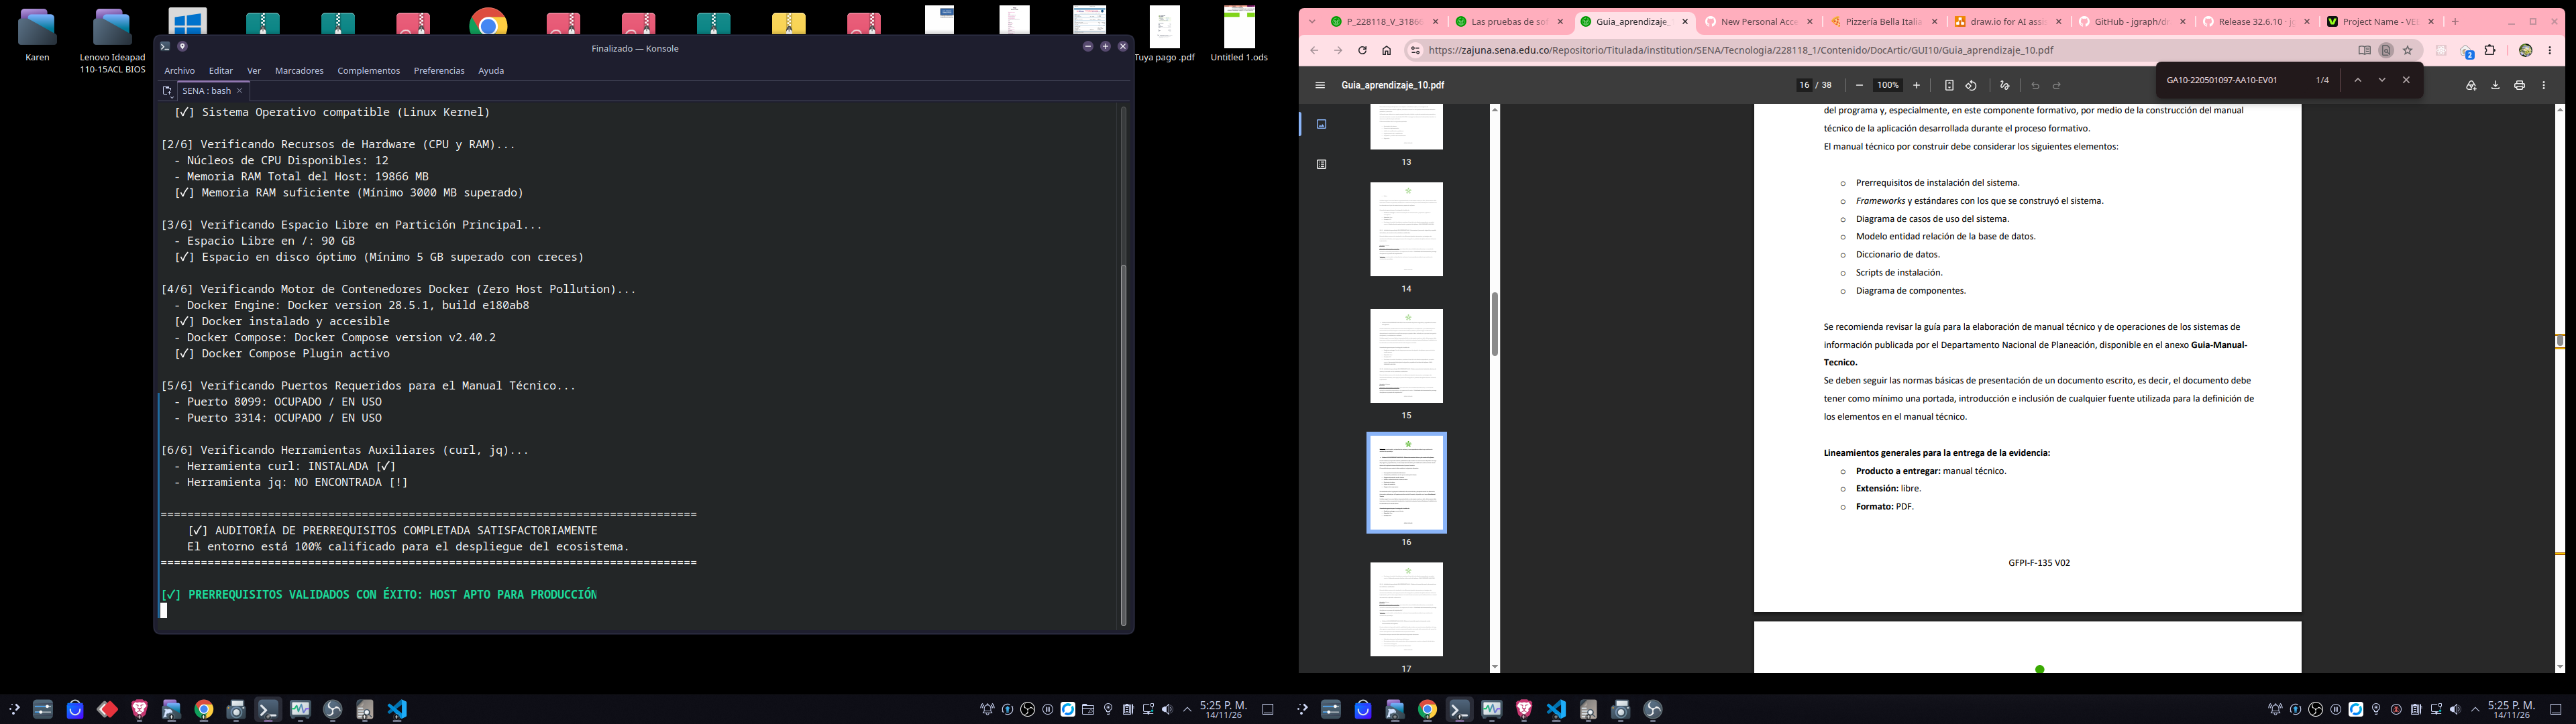 Karen
Lenovo Ideapad
110-15ACL BIOS
Tuya pago .pdf
Untitled 1.ods
Finalizado — Konsole
Archivo Editar Ver Marcadores Complementos Preferencias Ayuda
SENA : bash
[✓] Sistema Operativo compatible (Linux Kernel)
[2/6] Verificando Recursos de Hardware (CPU y RAM)...
- Núcleos de CPU Disponibles: 12
- Memoria RAM Total del Host: 19866 MB
[✓] Memoria RAM suficiente (Mínimo 3000 MB superado)
[3/6] Verificando Espacio Libre en Partición Principal...
- Espacio Libre en /: 90 GB
[✓] Espacio en disco óptimo (Mínimo 5 GB superado con creces)
[4/6] Verificando Motor de Contenedores Docker (Zero Host Pollution)...
- Docker Engine: Docker version 28.5.1, build e180ab8
[✓] Docker instalado y accesible
- Docker Compose: Docker Compose version v2.40.2
[✓] Docker Compose Plugin activo
[5/6] Verificando Puertos Requeridos para el Manual Técnico...
- Puerto 8099: OCUPADO / EN USO
- Puerto 3314: OCUPADO / EN USO
[6/6] Verificando Herramientas Auxiliares (curl, jq)...
- Herramienta curl: INSTALADA [✓]
- Herramienta jq: NO ENCONTRADA [!]
================================================================================
[✓] AUDITORÍA DE PRERREQUISITOS COMPLETADA SATISFACTORIAMENTE
El entorno está 100% calificado para el despliegue del ecosistema.
================================================================================
[✓] PRERREQUISITOS VALIDADOS CON ÉXITO: HOST APTO PARA PRODUCCIÓN
P_228118_V_3186
Las pruebas de sof
Guia_aprendizaje_
New Personal Acce
Pizzería Bella Italia
draw.io for AI asse
GitHub - jgraph/dr
Release 32.6.10 · jg
Project Name - VE
https://zajuna.sena.edu.co/Repositorio/Titulada/institution/SENA/Tecnologia/228118_1/Contenido/DocArtic/GUI10/Guia_aprendizaje_10.pdf
2
Guia_aprendizaje_10.pdf
16 / 38
100%
GA10-220501097-AA10-EV01 1/4
13
14
15
16
17
del programa y, especialmente, en este componente formativo, por medio de la construcción del manual
técnico de la aplicación desarrollada durante el proceso formativo.
El manual técnico por construir debe considerar los siguientes elementos:
o Prerrequisitos de instalación del sistema.
o Frameworks y estándares con los que se construyó el sistema.
o Diagrama de casos de uso del sistema.
o Modelo entidad relación de la base de datos.
o Diccionario de datos.
o Scripts de instalación.
o Diagrama de componentes.
Se recomienda revisar la guía para la elaboración de manual técnico y de operaciones de los sistemas de
información publicada por el Departamento Nacional de Planeación, disponible en el anexo Guia-Manual-
Tecnico.
Se deben seguir las normas básicas de presentación de un documento escrito, es decir, el documento debe
tener como mínimo una portada, introducción e inclusión de cualquier fuente utilizada para la definición de
los elementos en el manual técnico.
Lineamientos generales para la entrega de la evidencia:
o Producto a entregar: manual técnico.
o Extensión: libre.
o Formato: PDF.
GFPI-F-135 V02
5:25 P. M.
14/11/26
5:25 P. M.
14/11/26